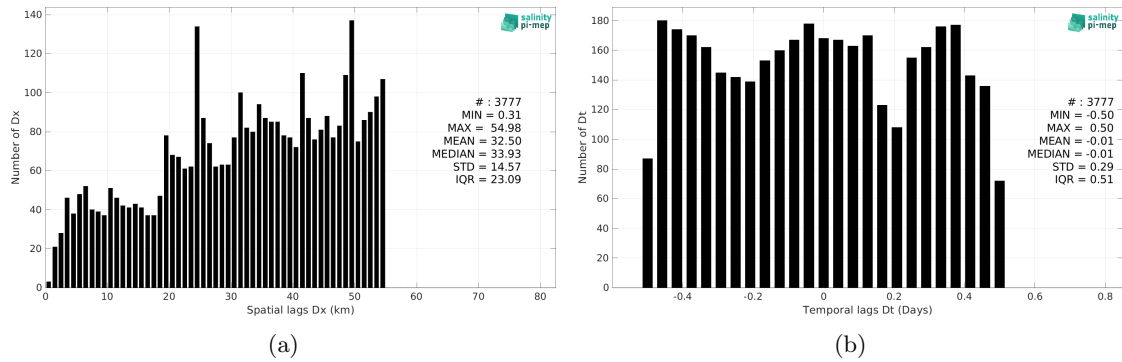 140
120
100
80
60
40
20
0
Number of Dx
salinity
pi-mep
# : 3777
MIN = 0.31
MAX = 54.98
MEAN = 32.50
MEDIAN = 33.93
STD = 14.57
IQR = 23.09
0 10 20 30 40 50 60 70 80
Spatial lags Dx (km)
(a)
180
160
140
120
100
80
60
40
20
0
Number of Dt
salinity
pi-mep
# : 3777
MIN = -0.50
MAX = 0.50
MEAN = -0.01
MEDIAN = -0.01
STD = 0.29
IQR = 0.51
-0.4 -0.2 0 0.2 0.4 0.6 0.8
Temporal lags Dt (Days)
(b)